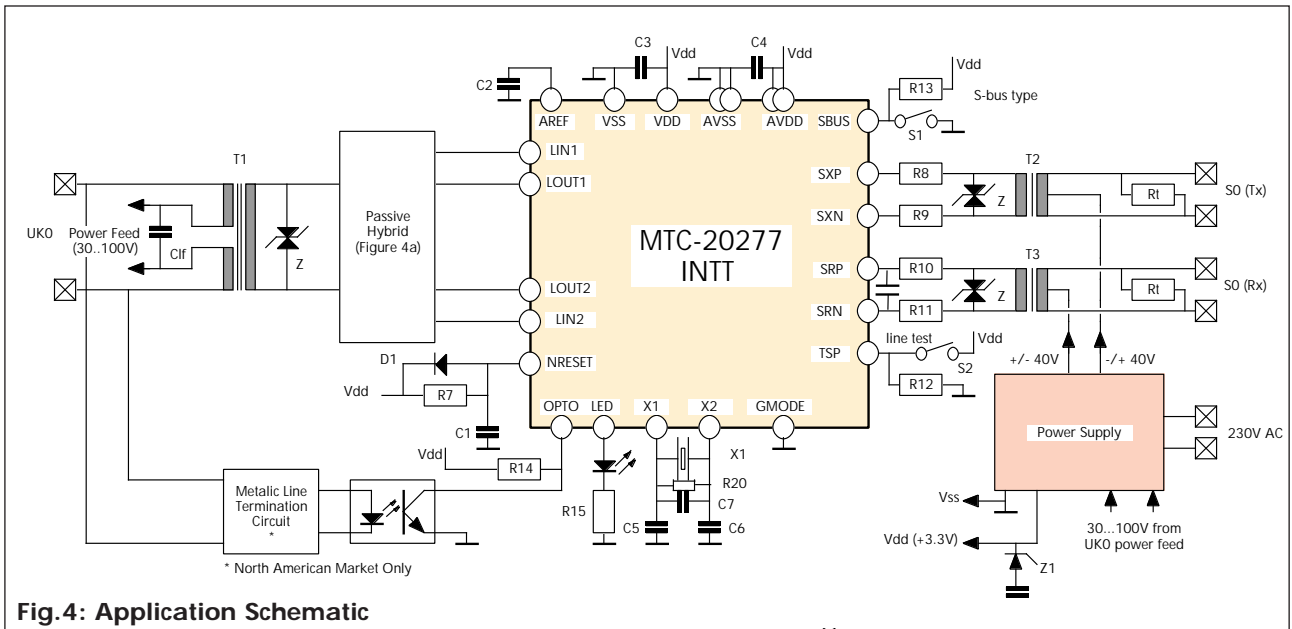 C3
C4
Vdd
Vdd
Vdd
C2
R13
S-bus type
AREF
VSS
VDD
AVSS
AVDD
SBUS
S1
T1
LIN1
LOUT1
SXP
R8
T2
Z
Rt
S0 (Tx)
SXN
R9
UK0
Power Feed
(30..100V)
Clf
Z
Passive
Hybrid
(Figure 4a)
MTC-20277
INTT
SRP
R10
T3
Z
Rt
S0 (Rx)
SRN
R11
LOUT2
LIN2
line test
Vdd
TSP
S2
R12
+/- 40V
-/+ 40V
D1
NRESET
Vdd
R7
C1
OPTO
LED
X1
X2
GMODE
Power Supply
230V AC
Vdd
R14
X1
R20
C7
R15
C5
C6
Metalic Line
Termination
Circuit
*
Vss
30...100V from
UK0 power feed
Vdd (+3.3V)
Z1
* North American Market Only
Fig.4: Application Schematic